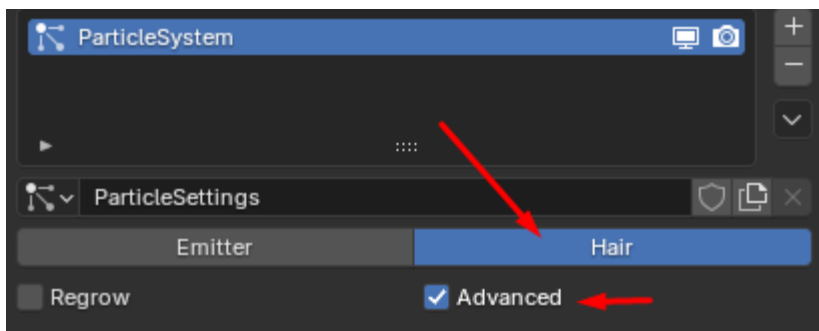 ParticleSystem
ParticleSettings
Emitter Hair
Regrow Advanced